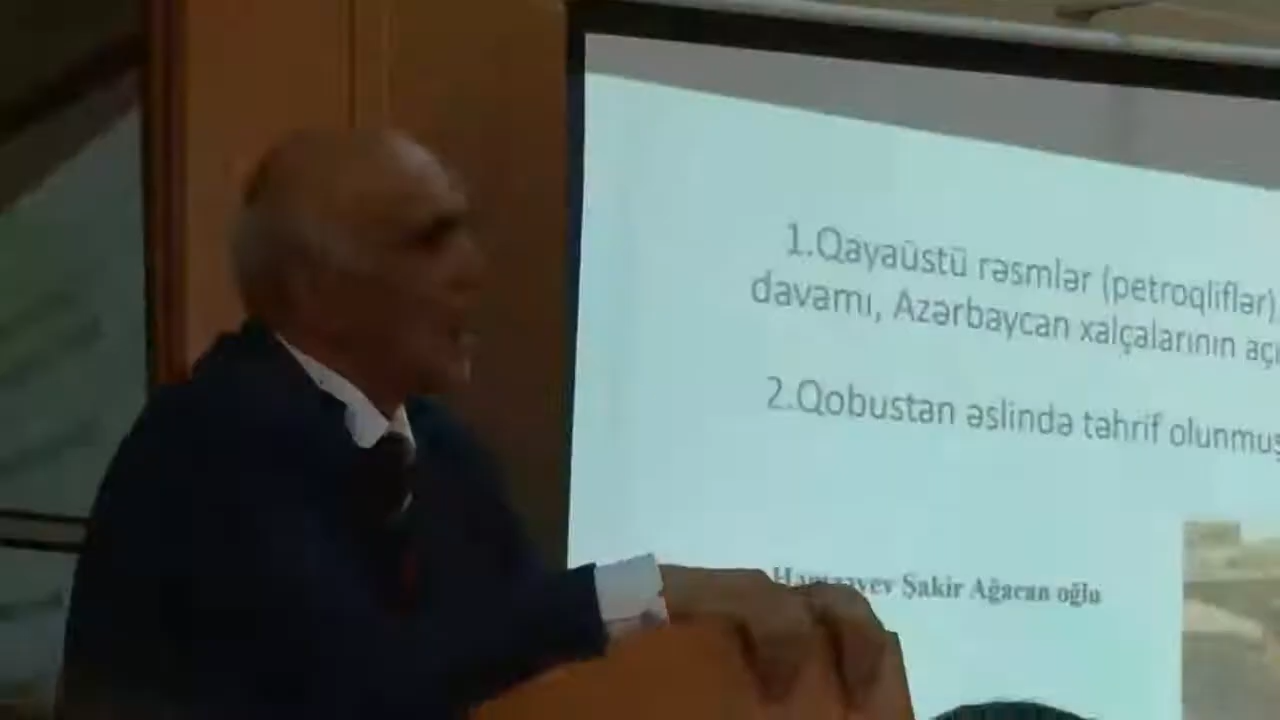 1.Qayaüstü rəsmlər (petroqliflər)
davamı, Azərbaycan xalçalarının
2.Qobustan əslində təhrif
Şakir Ağacan oğlu